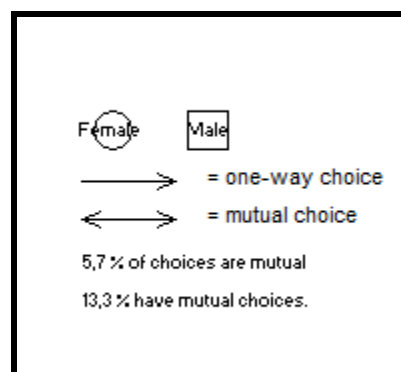 Female Male
= one-way choice
= mutual choice
5,7 % of choices are mutual
13,3 % have mutual choices.